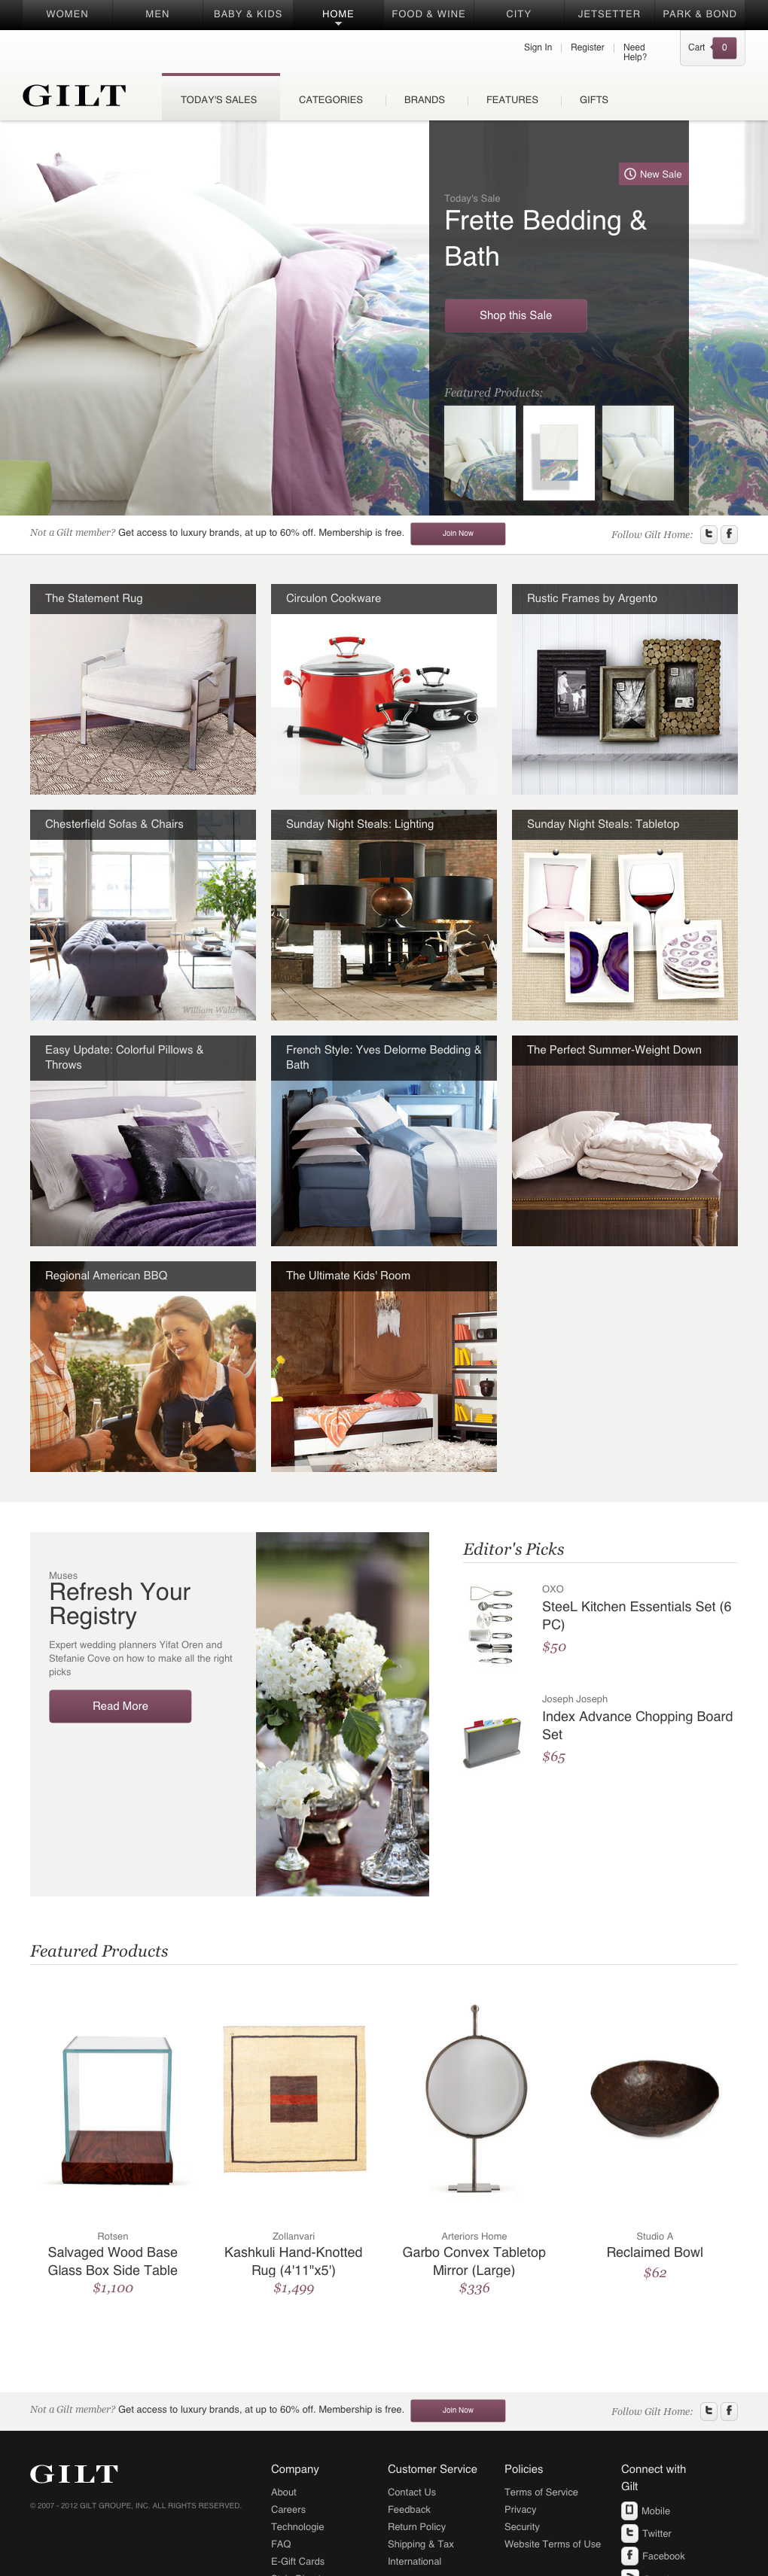 WOMEN MEN BABY & KIDS HOME FOOD & WINE CITY JETSETTER PARK & BOND
Sign In Register Need Help? Cart 0
GILT
TODAY'S SALES CATEGORIES BRANDS FEATURES GIFTS
New Sale
Today's Sale
Frette Bedding &
Bath
Shop this Sale
Featured Products:
Not a Gilt member? Get access to luxury brands, at up to 60% off. Membership is free. Join Now Follow Gilt Home:
The Statement Rug
Circulon Cookware
Rustic Frames by Argento
Chesterfield Sofas & Chairs
William Waldron
Sunday Night Steals: Lighting
Sunday Night Steals: Tabletop
Easy Update: Colorful Pillows &
Throws
French Style: Yves Delorme Bedding &
Bath
The Perfect Summer-Weight Down
Regional American BBQ
The Ultimate Kids' Room
Muses
Refresh Your
Registry
Expert wedding planners Yifat Oren and
Stefanie Cove on how to make all the right
picks
Read More
Editor's Picks
OXO
SteeL Kitchen Essentials Set (6
PC)
$50
Joseph Joseph
Index Advance Chopping Board
Set
$65
Featured Products
Rotsen
Salvaged Wood Base
Glass Box Side Table
$1,100
Zollanvari
Kashkuli Hand-Knotted
Rug (4'11"x5')
$1,499
Arteriors Home
Garbo Convex Tabletop
Mirror (Large)
$336
Studio A
Reclaimed Bowl
$62
Not a Gilt member? Get access to luxury brands, at up to 60% off. Membership is free. Join Now Follow Gilt Home:
GILT
© 2007 - 2012 GILT GROUPE, INC. ALL RIGHTS RESERVED.
Company
About
Careers
Technologie
FAQ
E-Gift Cards
Customer Service
Contact Us
Feedback
Return Policy
Shipping & Tax
International
Policies
Terms of Service
Privacy
Security
Website Terms of Use
Connect with
Gilt
Mobile
Twitter
Facebook